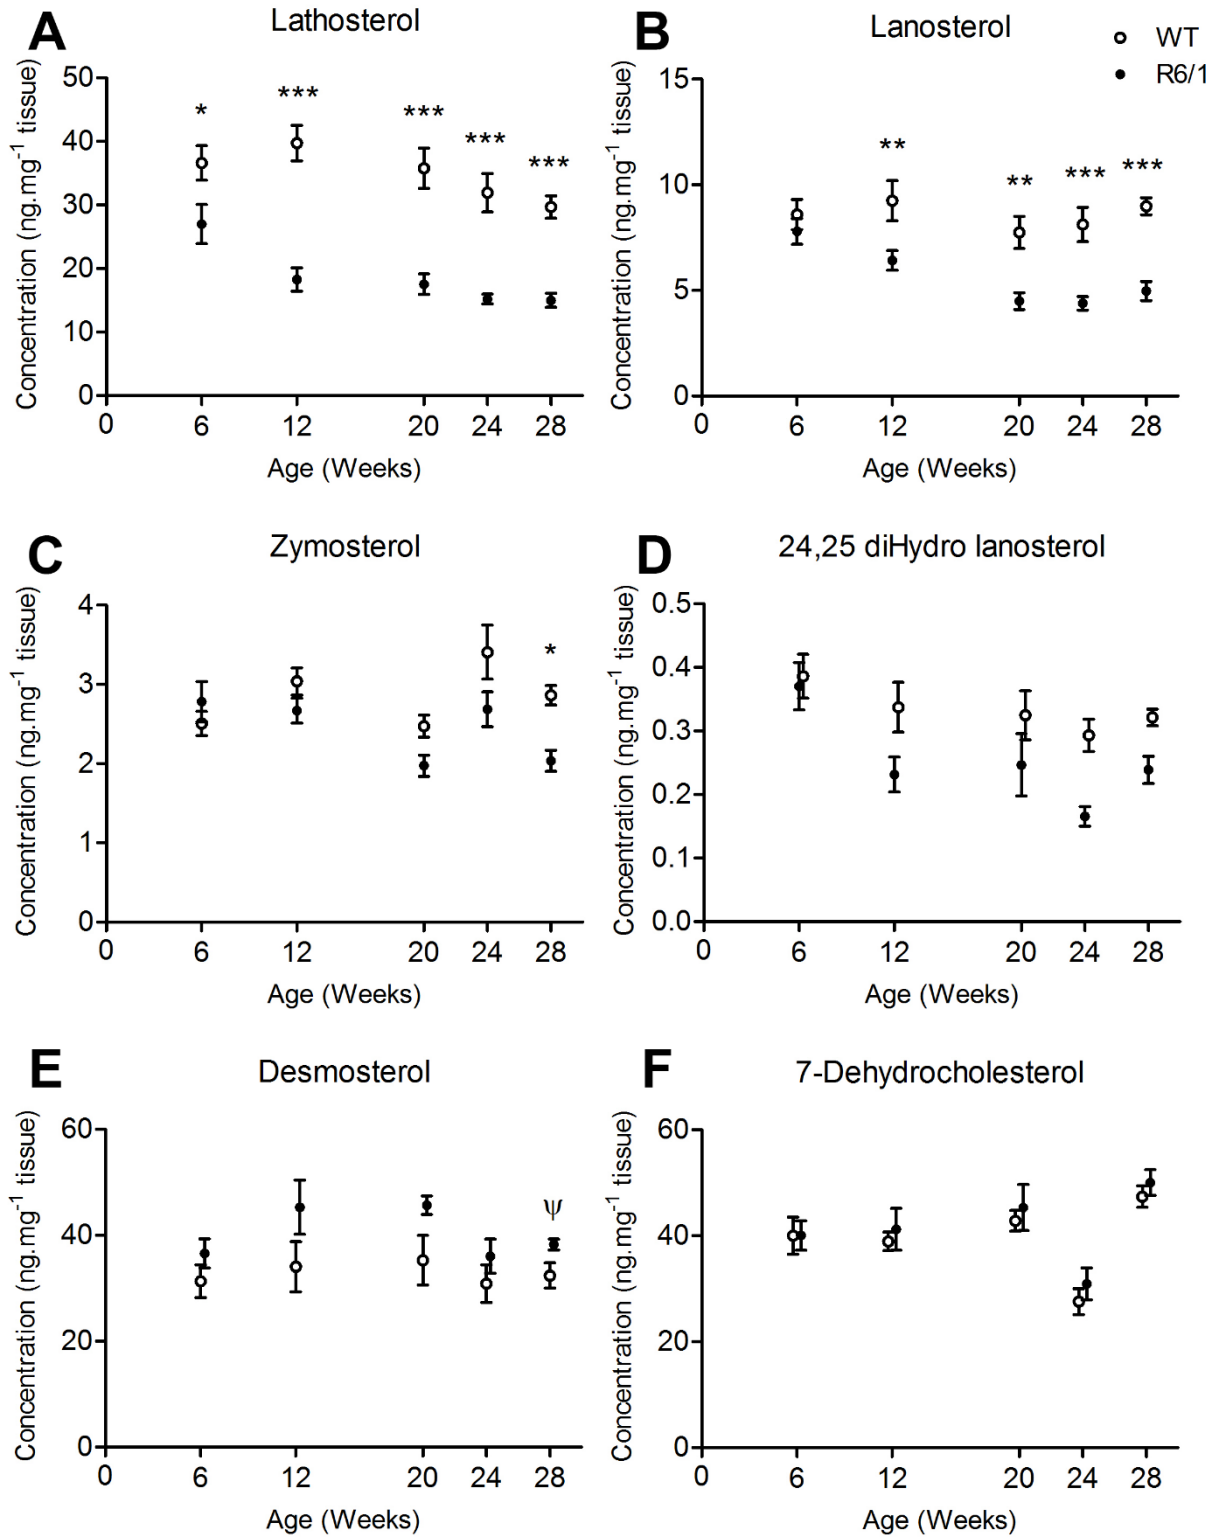 A
Lathosterol
Concentration (ng.mg⁻¹ tissue)
50
40
30
20
10
0
*
***
***
***
***
0 6 12 20 24 28
Age (Weeks)
B
Lanosterol
WT
R6/1
Concentration (ng.mg⁻¹ tissue)
15
10
5
0
**
**
***
***
0 6 12 20 24 28
Age (Weeks)
C
Zymosterol
Concentration (ng.mg⁻¹ tissue)
4
3
2
1
0
*
0 6 12 20 24 28
Age (Weeks)
D
24,25 diHydro lanosterol
Concentration (ng.mg⁻¹ tissue)
0.5
0.4
0.3
0.2
0.1
0.0
0 6 12 20 24 28
Age (Weeks)
E
Desmosterol
Concentration (ng.mg⁻¹ tissue)
60
40
20
0
ψ
0 6 12 20 24 28
Age (Weeks)
F
7-Dehydrocholesterol
Concentration (ng.mg⁻¹ tissue)
60
40
20
0
0 6 12 20 24 28
Age (Weeks)